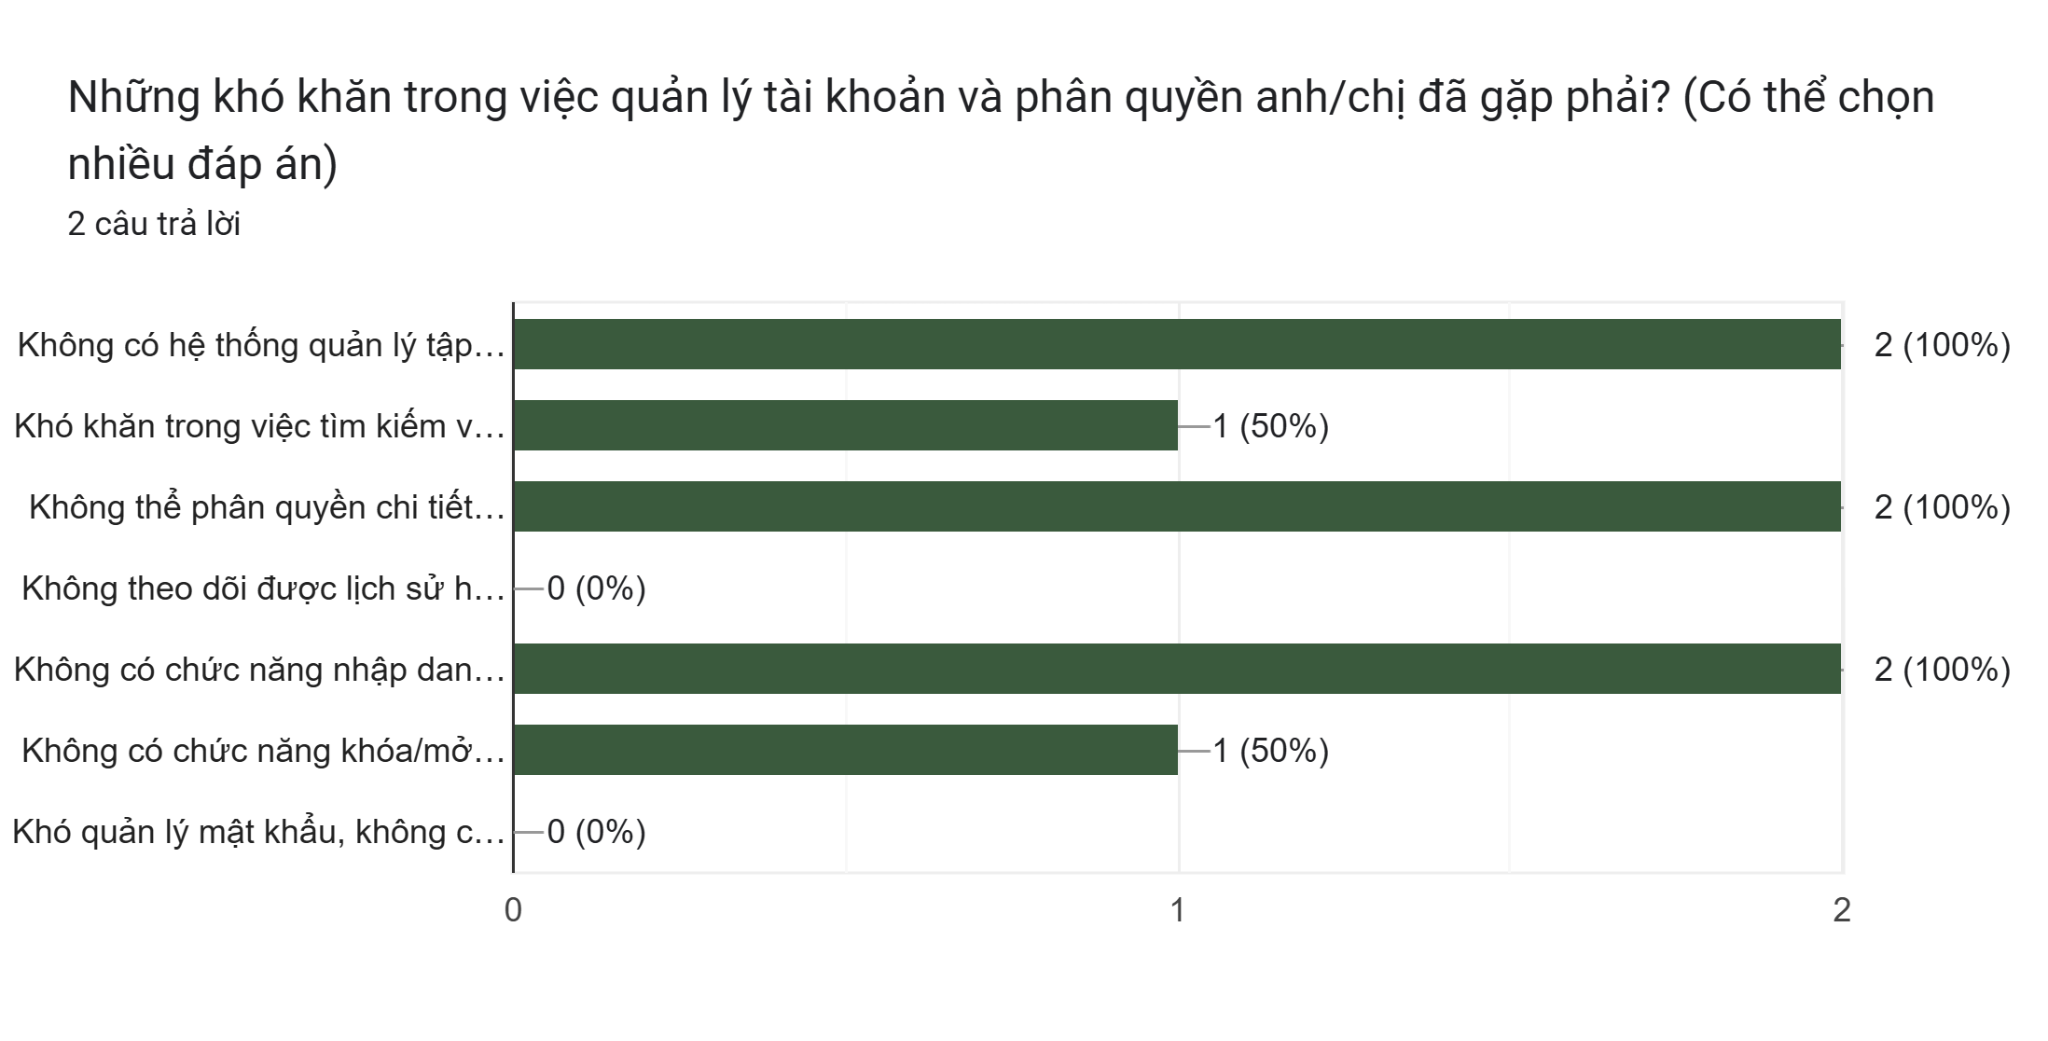 Những khó khăn trong việc quản lý tài khoản và phân quyền anh/chị đã gặp phải? (Có thể chọn
nhiều đáp án)
2 câu trả lời
Không có hệ thống quản lý tập… 2 (100%)
Khó khăn trong việc tìm kiếm v… 1 (50%)
Không thể phân quyền chi tiết… 2 (100%)
Không theo dõi được lịch sử h… 0 (0%)
Không có chức năng nhập dan… 2 (100%)
Không có chức năng khóa/mở… 1 (50%)
Khó quản lý mật khẩu, không c… 0 (0%)
0 1 2